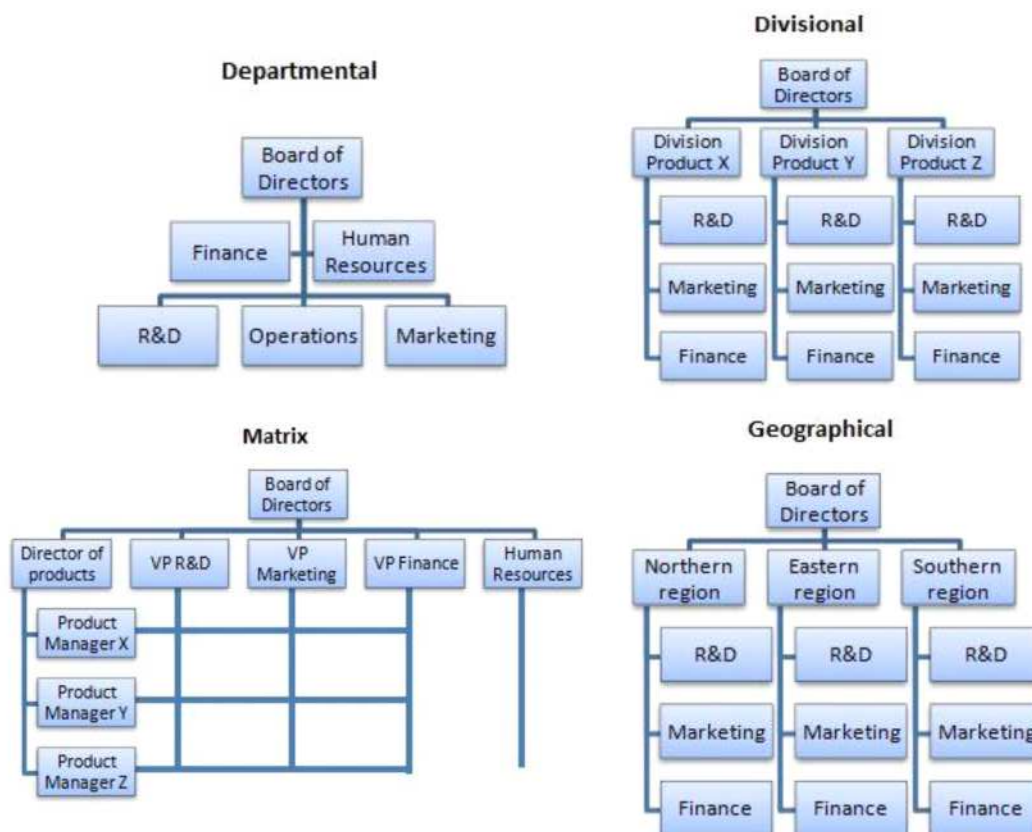 Departmental
Board of
Directors
Finance
Human
Resources
R&D
Operations
Marketing
Divisional
Board of
Directors
Division
Product X
Division
Product Y
Division
Product Z
R&D
R&D
R&D
Marketing
Marketing
Marketing
Finance
Finance
Finance
Matrix
Board of
Directors
Director of
products
VP R&D
VP
Marketing
VP Finance
Human
Resources
Product
Manager X
Product
Manager Y
Product
Manager Z
Geographical
Board of
Directors
Northern
region
Eastern
region
Southern
region
R&D
R&D
R&D
Marketing
Marketing
Marketing
Finance
Finance
Finance